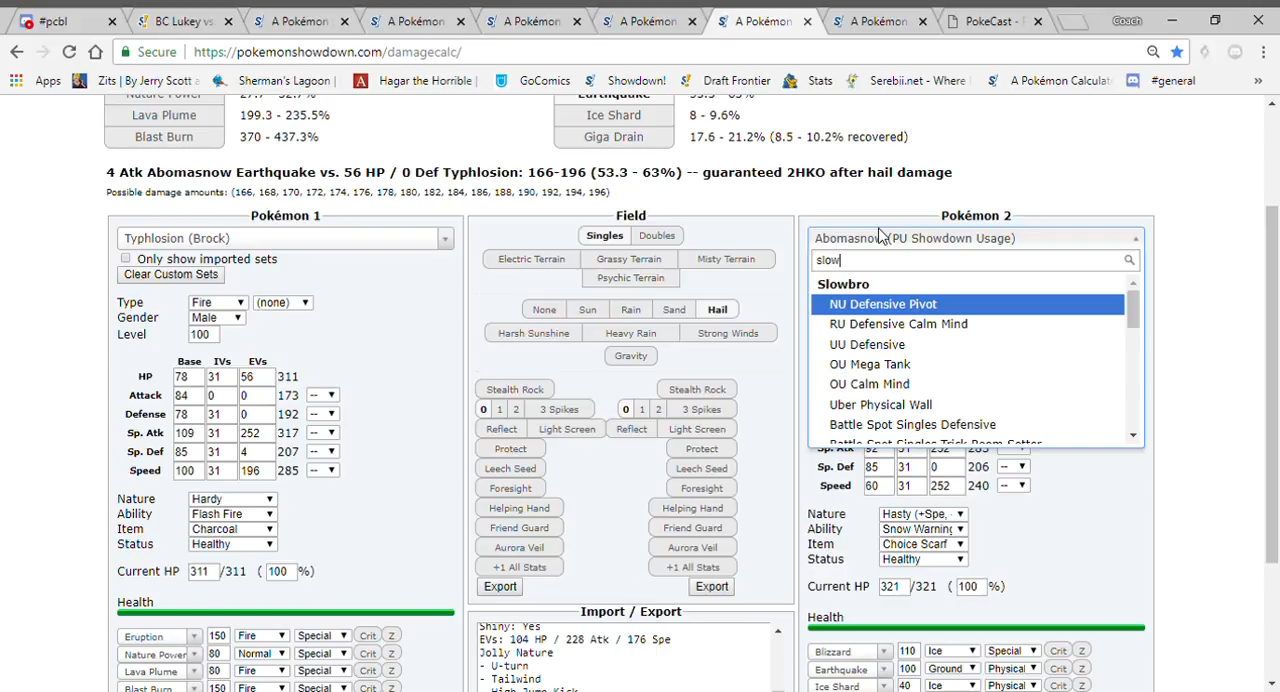 #pcbl
BC Lukey vs.
A Pokémon
A Pokémon
A Pokémon
A Pokémon
A Pokémon
A Pokémon
PokeCast -
Coach
Secure https://pokemonshowdown.com/damagecalc/
Apps
Zits | By Jerry Scott a
Sherman's Lagoon |
Hagar the Horrible |
GoComics
Showdown!
Draft Frontier
Stats
Serebii.net - Where
A Pokémon Calculat
#general
»
Nature Power
Lava Plume 199.3 - 235.5%
Blast Burn 370 - 437.3%
Earthquake
Ice Shard 8 - 9.6%
Giga Drain 17.6 - 21.2% (8.5 - 10.2% recovered)
4 Atk Abomasnow Earthquake vs. 56 HP / 0 Def Typhlosion: 166-196 (53.3 - 63%) -- guaranteed 2HKO after hail damage
Possible damage amounts: (166, 168, 170, 172, 174, 176, 178, 180, 182, 184, 186, 188, 190, 192, 194, 196)
Pokémon 1
Typhlosion (Brock)
Only show imported sets
Clear Custom Sets
Type Fire (none)
Gender Male
Level 100
Base IVs EVs
HP 78 31 56 311
Attack 84 0 0 173 --
Defense 78 31 0 192 --
Sp. Atk 109 31 252 317 --
Sp. Def 85 31 4 207 --
Speed 100 31 196 285 --
Nature Hardy
Ability Flash Fire
Item Charcoal
Status Healthy
Current HP 311 /311 ( 100 %)
Health
Eruption 150 Fire Special Crit Z
Nature Power 80 Normal Special Crit Z
Lava Plume 80 Fire Special Crit Z
Blast Burn 150 Fire Special Crit Z
Field
Singles Doubles
Electric Terrain Grassy Terrain Misty Terrain
Psychic Terrain
None Sun Rain Sand Hail
Harsh Sunshine Heavy Rain Strong Winds
Gravity
Stealth Rock Stealth Rock
0 1 2 3 Spikes 0 1 2 3 Spikes
Reflect Light Screen Reflect Light Screen
Protect Protect
Leech Seed Leech Seed
Foresight Foresight
Helping Hand Helping Hand
Friend Guard Friend Guard
Aurora Veil Aurora Veil
+1 All Stats +1 All Stats
Export Export
Import / Export
Shiny: Yes
EVs: 104 HP / 228 Atk / 176 Spe
Jolly Nature
- U-turn
- Tailwind
- High Jump Kick
Pokémon 2
Abomasnow (PU Showdown Usage)
slow
Slowbro
NU Defensive Pivot
RU Defensive Calm Mind
UU Defensive
OU Mega Tank
OU Calm Mind
Uber Physical Wall
Battle Spot Singles Defensive
Battle Spot Singles Trick Room Setter
Sp. Def 85 31 0 206 --
Speed 60 31 252 240 --
Nature Hasty (+Spe,
Ability Snow Warning
Item Choice Scarf
Status Healthy
Current HP 321 /321 ( 100 %)
Health
Blizzard 110 Ice Special Crit Z
Earthquake 100 Ground Physical Crit Z
Ice Shard 40 Ice Physical Crit Z